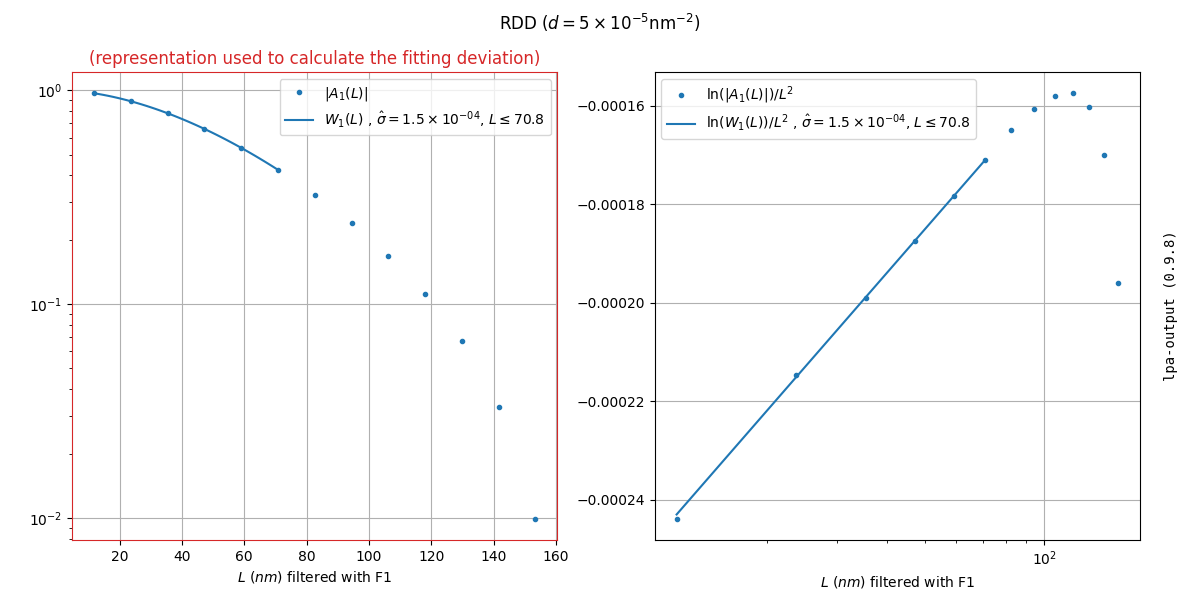 RDD (d = 5 × 10⁻⁵nm⁻²)
(representation used to calculate the fitting deviation)
|A₁(L)|
W₁(L) , σ̂ = 1.5 × 10⁻⁰⁴, L ≤ 70.8
10⁰
10⁻¹
10⁻²
20 40 60 80 100 120 140 160
L (nm) filtered with F1
ln(|A₁(L)|)/L²
ln(W₁(L))/L² , σ̂ = 1.5 × 10⁻⁰⁴, L ≤ 70.8
−0.00016
−0.00018
−0.00020
−0.00022
−0.00024
10²
L (nm) filtered with F1
lpa-output (0.9.8)